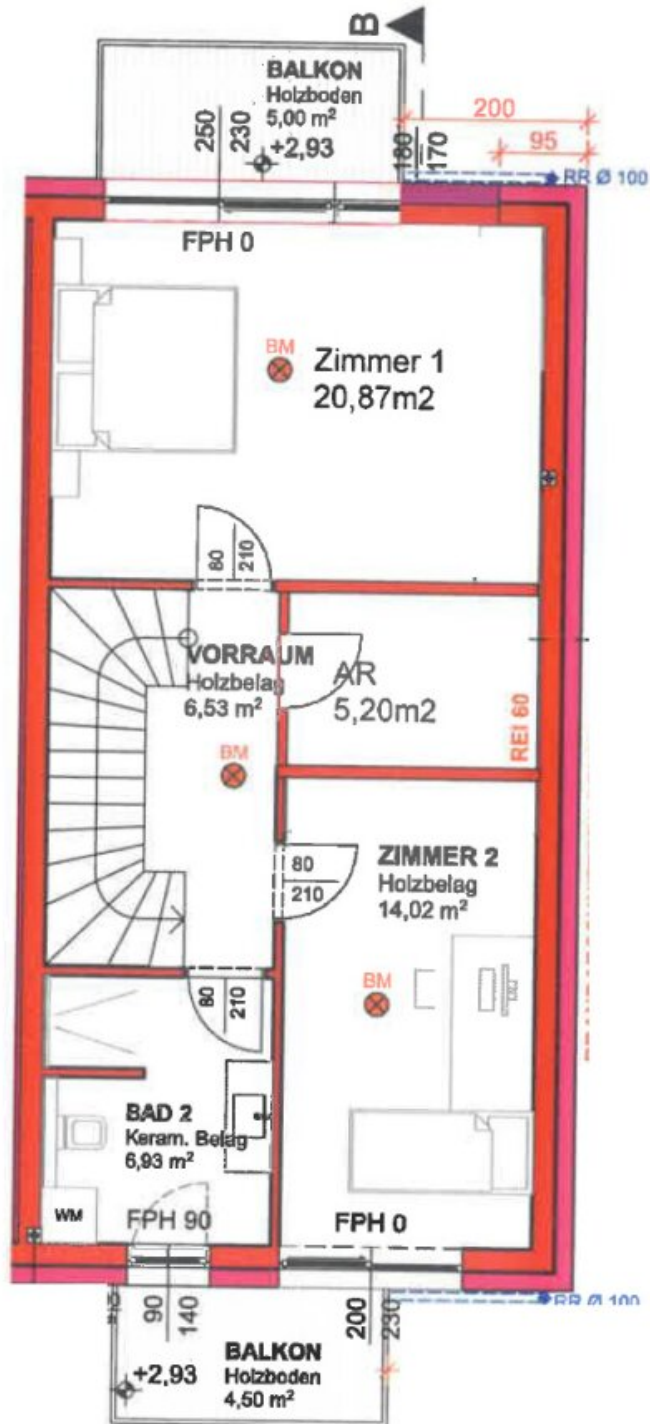 B
BALKON
Holzboden
5,00 m²
+2,93
250
230
180
170
200
95
RR Ø 100
FPH 0
BM
Zimmer 1
20,87m2
80
210
VORRAUM
Holzbelag
6,53 m²
AR
5,20m2
REI 60
BM
80
210
ZIMMER 2
Holzbelag
14,02 m²
BM
80
210
BAD 2
Keram. Belag
6,93 m²
WM
FPH 90
FPH 0
90
140
200
230
RR Ø 100
BALKON
Holzboden
4,50 m²
+2,93